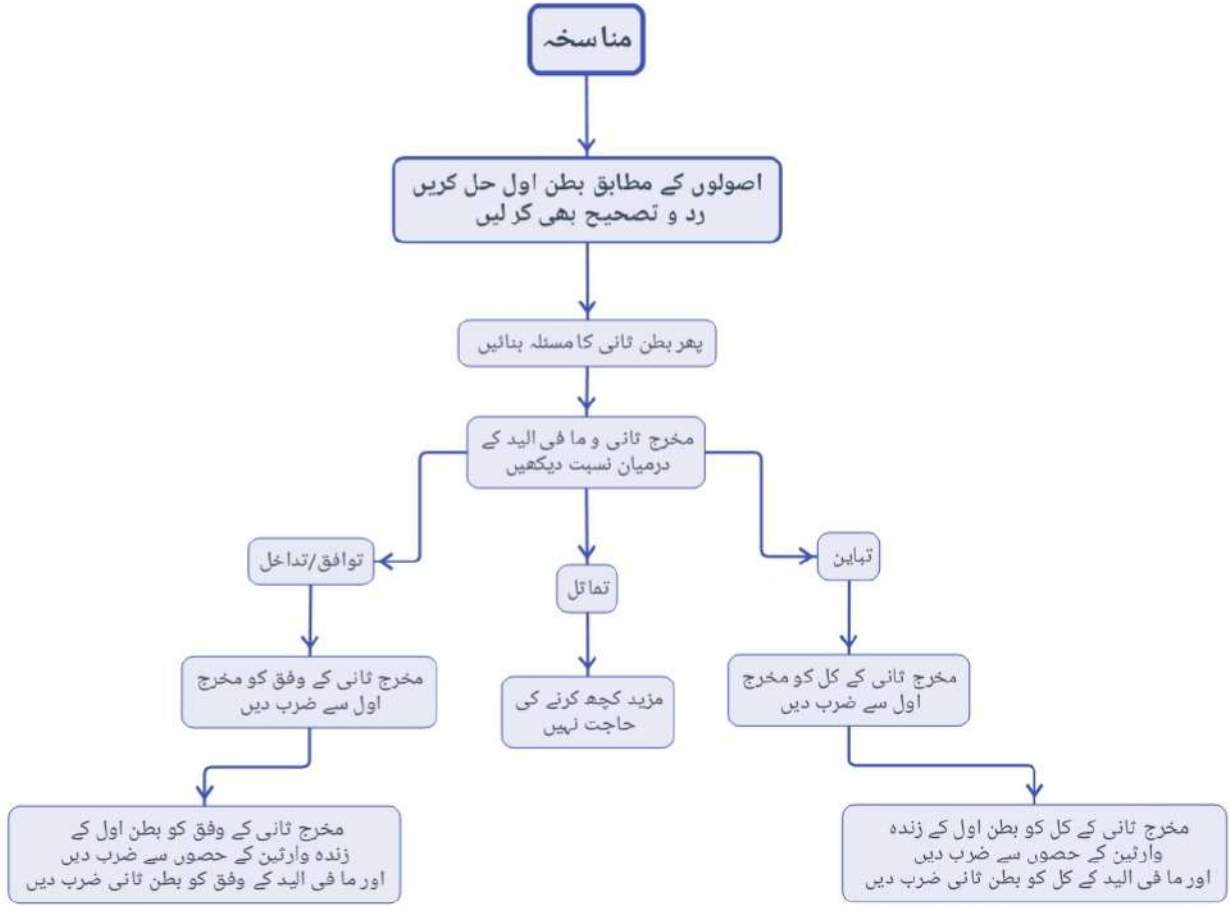 مناسخہ
اصولوں کے مطابق بطن اول حل کریں
رد و تصحیح بھی کر لیں
پھر بطن ثانی کا مسئلہ بنائیں
مخرج ثانی و ما فی الید کے
درمیان نسبت دیکھیں
تباین
تماثل
توافق/تداخل
مخرج ثانی کے کل کو مخرج
اول سے ضرب دیں
مزید کچھ کرنے کی
حاجت نہیں
مخرج ثانی کے وفق کو مخرج
اول سے ضرب دیں
مخرج ثانی کے کل کو بطن اول کے زندہ
وارثین کے حصوں سے ضرب دیں
اور ما فی الید کے کل کو بطن ثانی ضرب دیں
مخرج ثانی کے وفق کو بطن اول کے
زندہ وارثین کے حصوں سے ضرب دیں
اور ما فی الید کے وفق کو بطن ثانی ضرب دیں